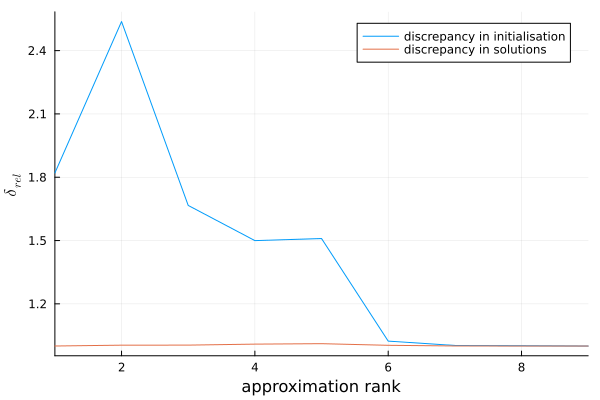 discrepancy in initialisation
discrepancy in solutions
2.4
2.1
1.8
1.5
1.2
δ_rel
2 4 6 8
approximation rank